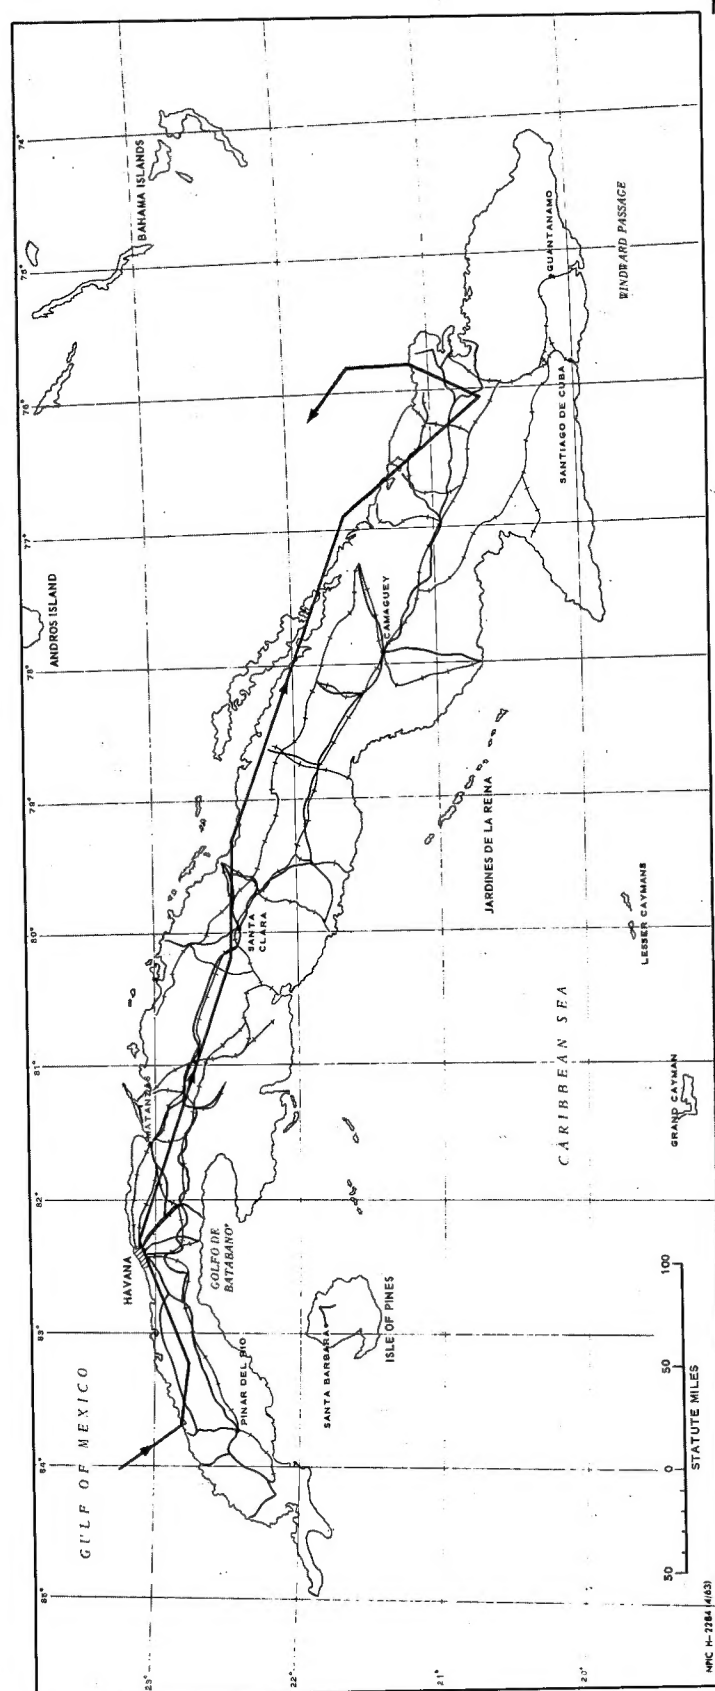 GULF OF MEXICO
HAVANA
MATANZAS
PINAR DEL RIO
GOLFO DE
BATABANO
SANTA BARBARA
ISLE OF PINES
SANTA
CLARA
CAMAGUEY
ANDROS ISLAND
BAHAMA ISLANDS
GUANTANAMO
SANTIAGO DE CUBA
WINDWARD PASSAGE
JARDINES DE LA REINA
CARIBBEAN SEA
LESSER CAYMANS
GRAND CAYMAN
85°
84°
83°
82°
81°
80°
79°
78°
77°
76°
75°
74°
23°
22°
21°
20°
50 0 50 100
STATUTE MILES
NPIC H-2284 (4/63)